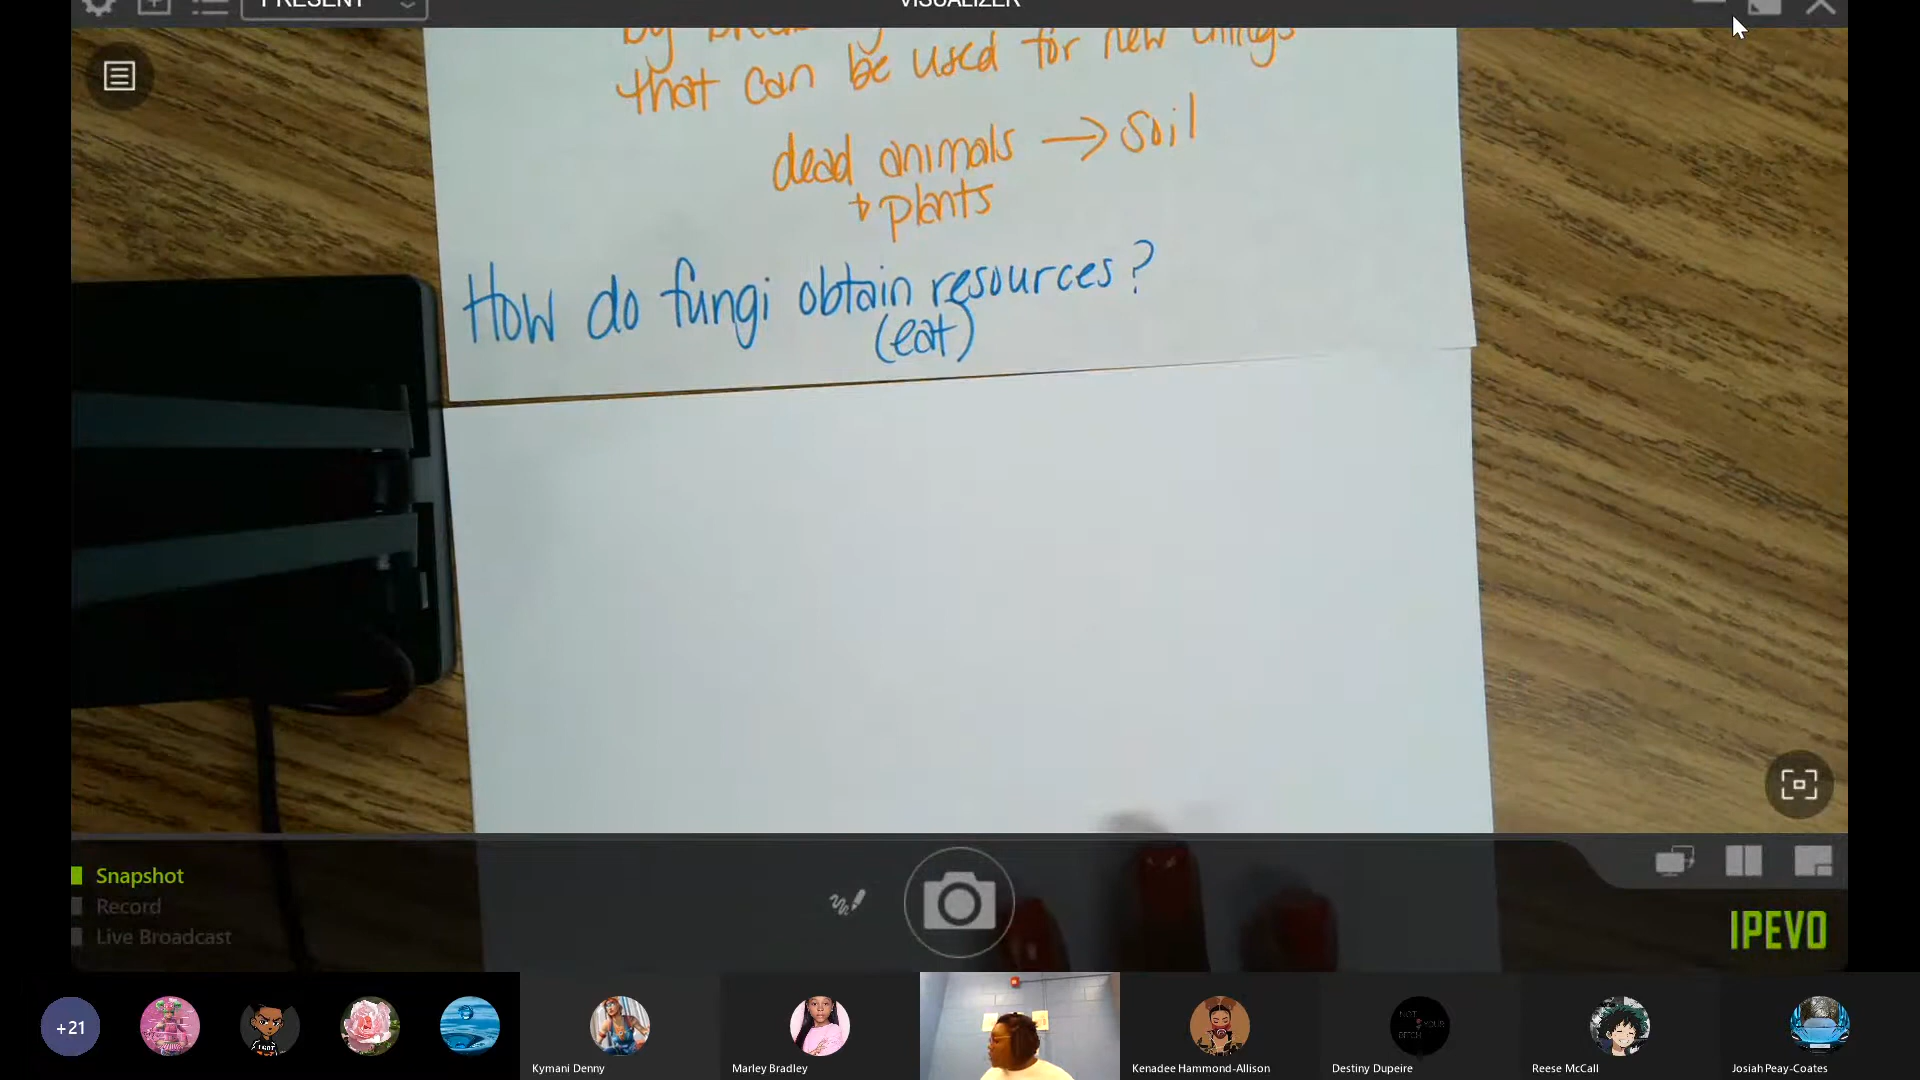 PRESENT
VISUALIZER
that can be used for new things
dead animals → soil
+ plants
How do fungi obtain resources?
(eat)
Snapshot
Record
Live Broadcast
IPEVO
+21
Kymani Denny
Marley Bradley
Kenadee Hammond-Allison
Destiny Dupeire
Reese McCall
Josiah Peay-Coates